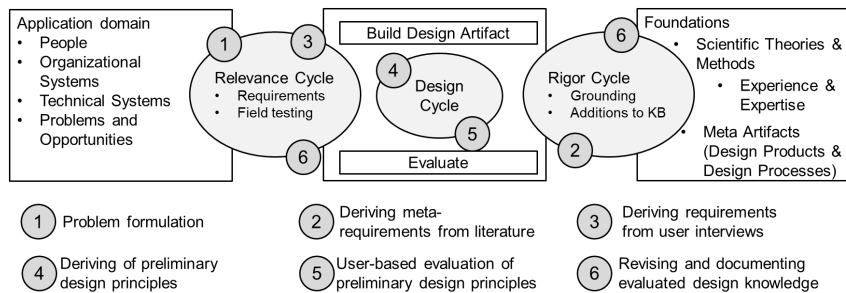 Application domain
• People
• Organizational
Systems
• Technical Systems
• Problems and
Opportunities
1
3
Relevance Cycle
• Requirements
• Field testing
6
Build Design Artifact
4
Design
Cycle
5
Evaluate
6
Rigor Cycle
• Grounding
• Additions to KB
2
Foundations
• Scientific Theories &
Methods
• Experience &
Expertise
• Meta Artifacts
(Design Products &
Design Processes)
1 Problem formulation
2 Deriving meta-
requirements from literature
3 Deriving requirements
from user interviews
4 Deriving of preliminary
design principles
5 User-based evaluation of
preliminary design principles
6 Revising and documenting
evaluated design knowledge